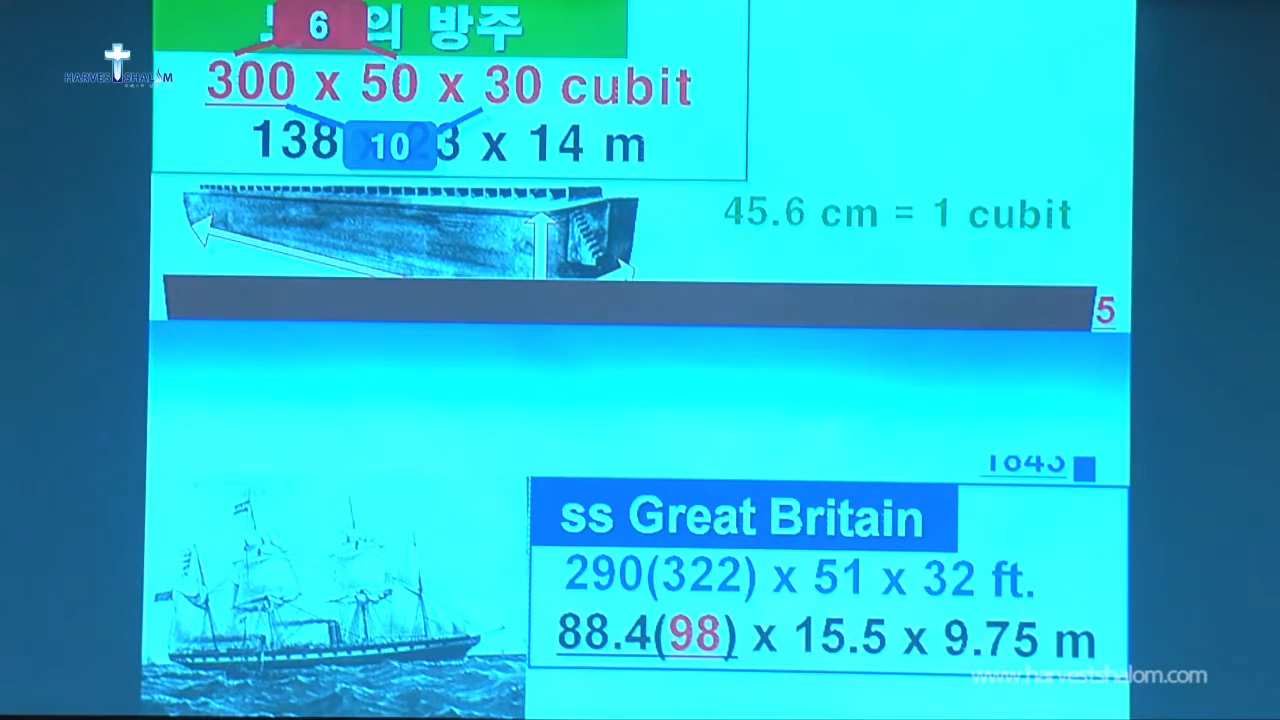 6
의 방주
HARVEST SHALOM
300 x 50 x 30 cubit
138
10
3 x 14 m
45.6 cm = 1 cubit
5
ss Great Britain
290(322) x 51 x 32 ft.
88.4(98) x 15.5 x 9.75 m
www.harvestshalom.com